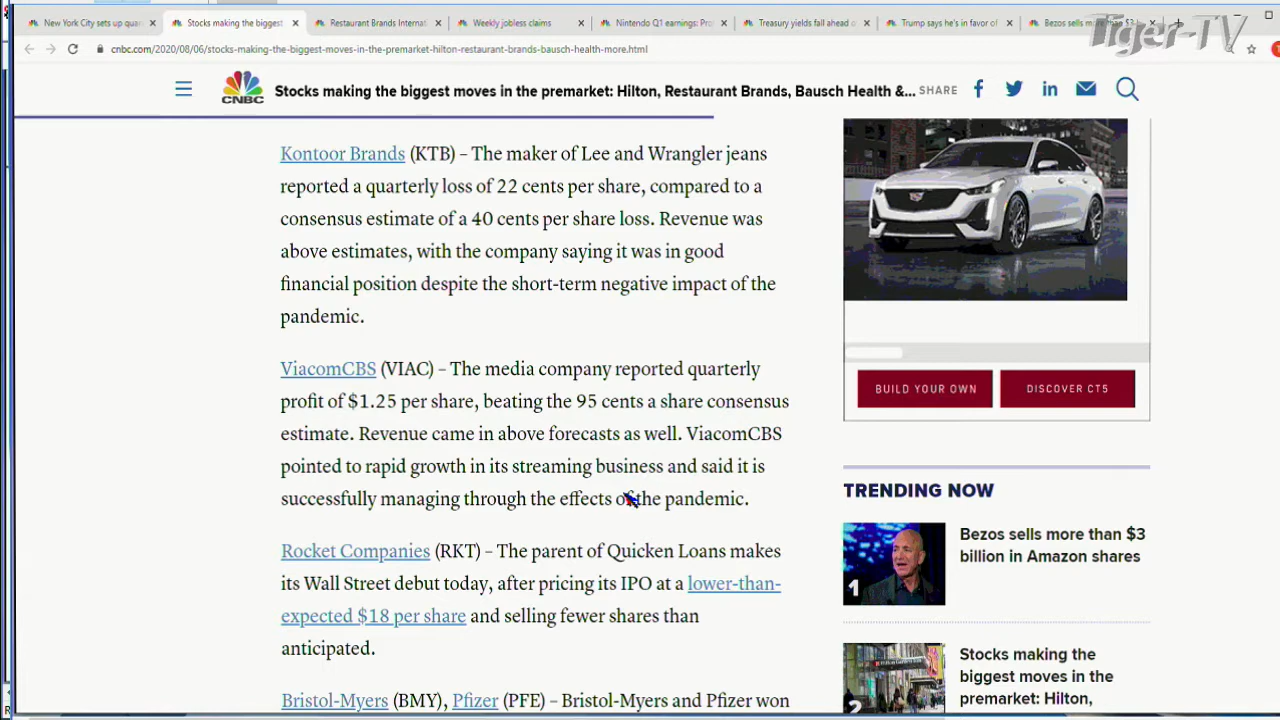 New York City sets up quar
Stocks making the biggest
Restaurant Brands Internat
Weekly jobless claims
Nintendo Q1 earnings: Pro
Treasury yields fall ahead o
Trump says he's in favor of
Bezos sells more than $3
Tiger-TV
cnbc.com/2020/08/06/stocks-making-the-biggest-moves-in-the-premarket-hilton-restaurant-brands-bausch-health-more.html
CNBC
Stocks making the biggest moves in the premarket: Hilton, Restaurant Brands, Bausch Health &...
SHARE
Kontoor Brands (KTB) – The maker of Lee and Wrangler jeans
reported a quarterly loss of 22 cents per share, compared to a
consensus estimate of a 40 cents per share loss. Revenue was
above estimates, with the company saying it was in good
financial position despite the short-term negative impact of the
pandemic.
ViacomCBS (VIAC) – The media company reported quarterly
profit of $1.25 per share, beating the 95 cents a share consensus
estimate. Revenue came in above forecasts as well. ViacomCBS
pointed to rapid growth in its streaming business and said it is
successfully managing through the effects of the pandemic.
Rocket Companies (RKT) – The parent of Quicken Loans makes
its Wall Street debut today, after pricing its IPO at a lower-than-
expected $18 per share and selling fewer shares than
anticipated.
Bristol-Myers (BMY), Pfizer (PFE) – Bristol-Myers and Pfizer won
BUILD YOUR OWN
DISCOVER CT5
TRENDING NOW
1
Bezos sells more than $3
billion in Amazon shares
2
Stocks making the
biggest moves in the
premarket: Hilton,